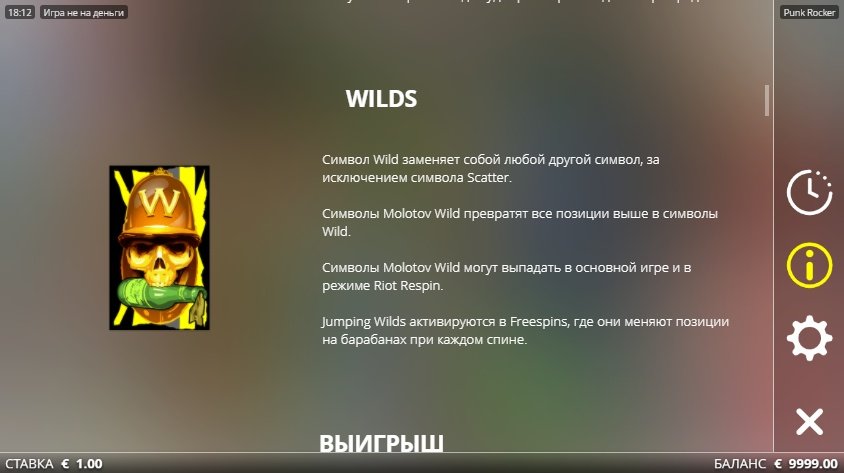 18:12 Игра не на деньги Punk Rocker
WILDS
W
Символ Wild заменяет собой любой другой символ, за
исключением символа Scatter.
Символы Molotov Wild превратят все позиции выше в символы
Wild.
Символы Molotov Wild могут выпадать в основной игре и в
режиме Riot Respin.
Jumping Wilds активируются в Freespins, где они меняют позиции
на барабанах при каждом спине.
ВЫИГРЫШ
СТАВКА € 1.00 БАЛАНС € 9999.00